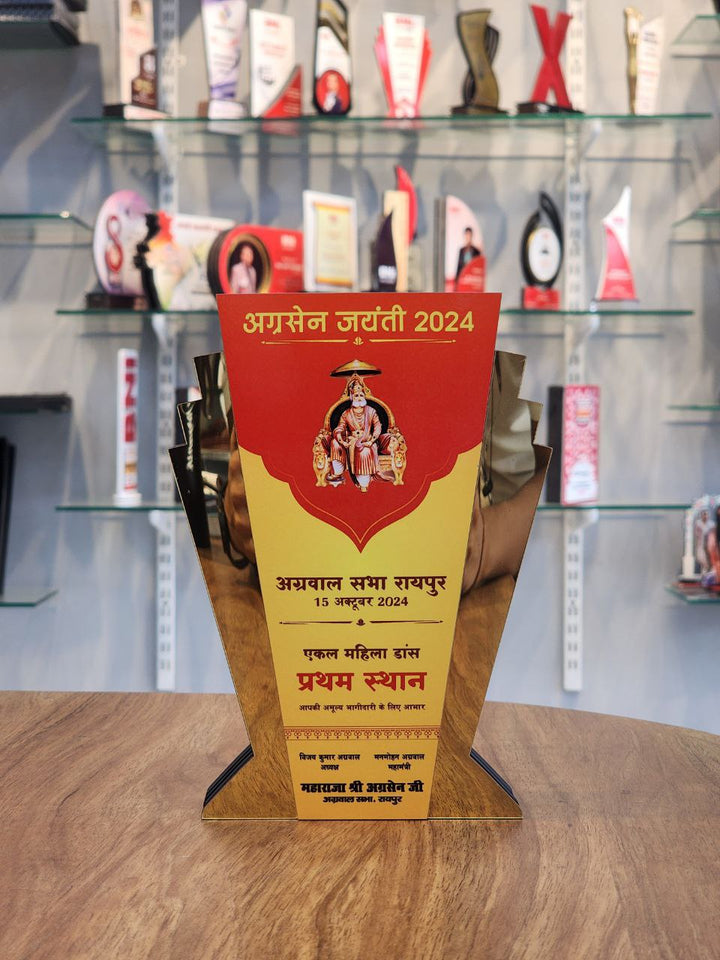 अग्रसेन जयंती 2024
अग्रवाल सभा रायपुर
15 अक्टूबर 2024
एकल महिला डांस
प्रथम स्थान
आपकी अमूल्य भागीदारी के लिए आभार
विजय कुमार अग्रवाल
अध्यक्ष
मनमोहन अग्रवाल
महामंत्री
महाराजा श्री अग्रसेन जी
अग्रवाल सभा, रायपुर
BNI